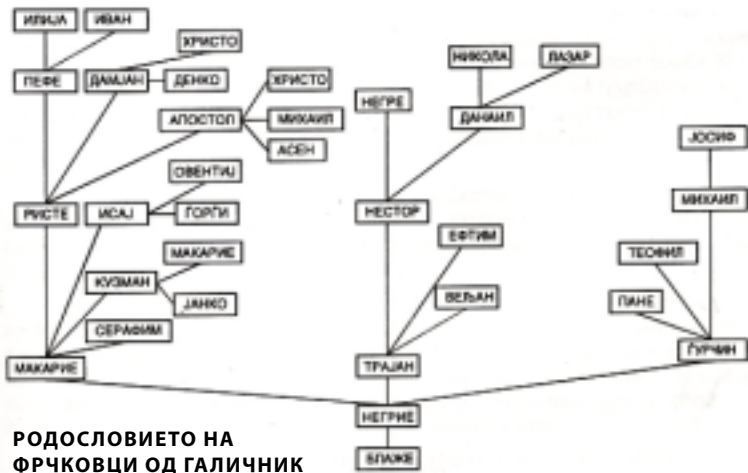 ИЛИЈА ИВАН
ХРИСТО
НИКОЛА ЛАЗАР
ПЕФЕ ДАМЈАН ДЕНКО ХРИСТО
НЕГРЕ
АПОСТОЛ МИХАИЛ ДАНАИЛ
ЈОСИФ
АСЕН
ОВЕНТИЈ
МИХАИЛ
РИСТЕ ИСАЈ ЃОРЃИ НЕСТОР
ЕФТИМ
МАКАРИЕ ТЕОФИЛ
КУЗМАН
ЈАНКО ВЕЉАН ПАНЕ
СЕРАФИМ
ЃУРЧИН
МАКАРИЕ ТРАЈАН
НЕГРИЕ
РОДОСЛОВИЕТО НА
ФРЧКОВЦИ ОД ГАЛИЧНИК
БЛАЖЕ